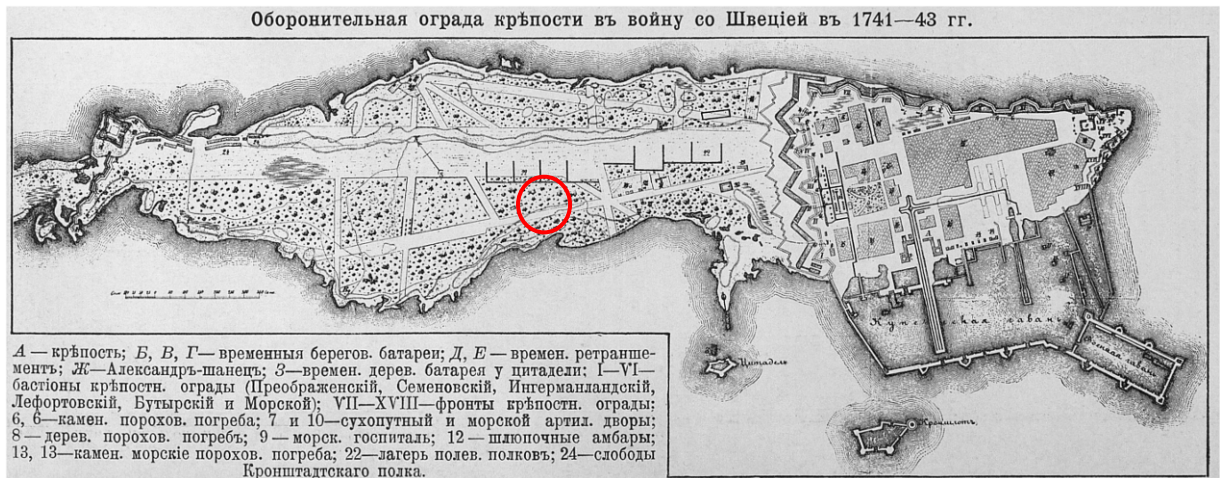 Оборонительная ограда крѣпости въ войну со Швеціей въ 1741—43 гг.
Купеческая гавань
Цитадель
Военная гавань
Кроншлотъ
А — крѣпость; Б, В, Г— временныя берегов. батареи; Д, Е — времен. ретранше-
ментъ; Ж—Александръ-шанецъ; З—времен. дерев. батарея у цитадели; I—VI—
бастіоны крѣпостн. ограды (Преображенскій, Семеновскій, Ингерманландскій,
Лефортовскій, Бутырскій и Морской); VII—XVIII—фронты крѣпостн. ограды;
6, 6—камен. порохов. погреба; 7 и 10—сухопутный и морской артил. дворы;
8 — дерев. порохов. погребъ; 9 — морск. госпиталь; 12 — шлюпочные амбары;
13, 13—камен. морскіе порохов. погреба; 22—лагерь полев. полковъ; 24—слободы
Кронштадтскаго полка.